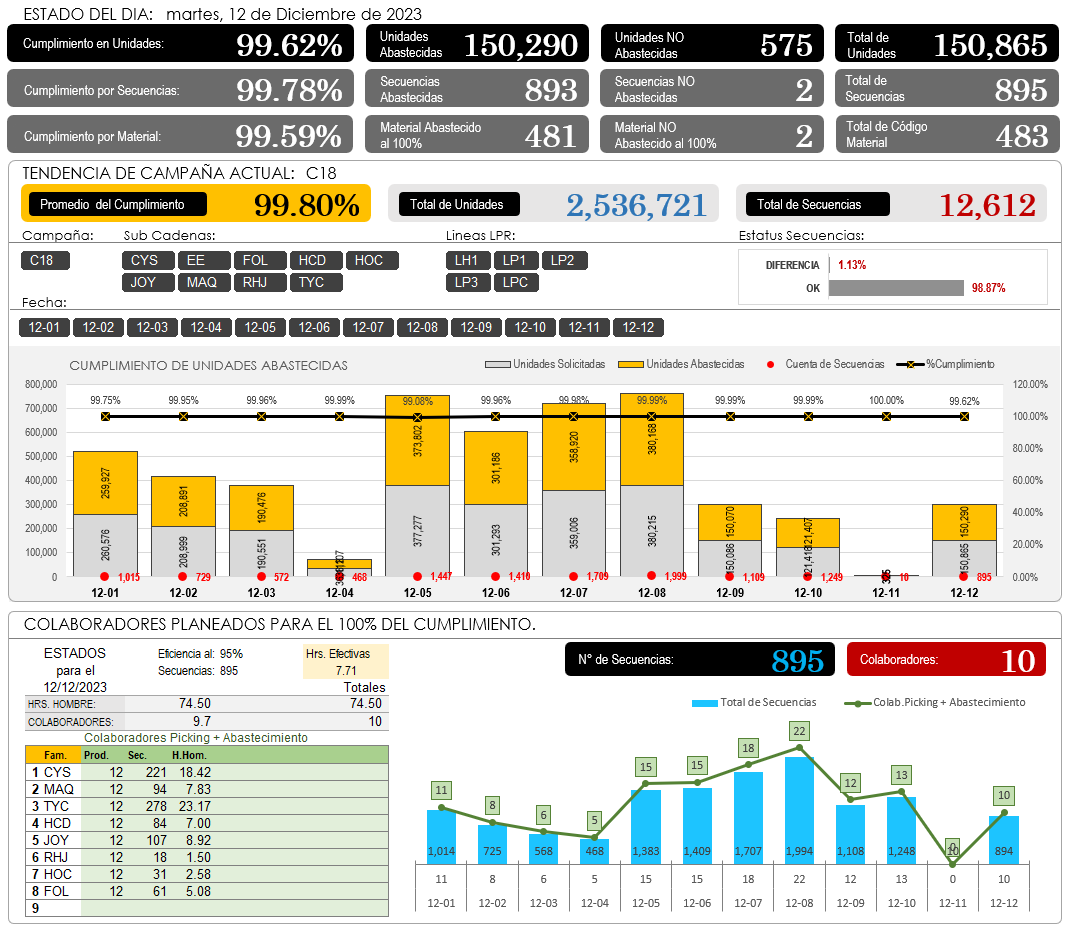 ESTADO DEL DIA: martes, 12 de Diciembre de 2023
Cumplimiento en Unidades: 99.62%
Unidades Abastecidas 150,290
Unidades NO Abastecidas 575
Total de Unidades 150,865
Cumplimiento por Secuencias: 99.78%
Secuencias Abastecidas 893
Secuencias NO Abastecidas 2
Total de Secuencias 895
Cumplimiento por Material: 99.59%
Material Abastecido al 100% 481
Material NO Abastecido al 100% 2
Total de Código Material 483
TENDENCIA DE CAMPAÑA ACTUAL: C18
Promedio del Cumplimiento 99.80%
Total de Unidades 2,536,721
Total de Secuencias 12,612
Campaña: Sub Cadenas: Lineas LPR: Estatus Secuencias:
C18 CYS EE FOL HCD HOC LH1 LP1 LP2
JOY MAQ RHJ TYC LP3 LPC
DIFERENCIA 1.13%
OK 98.87%
Fecha:
12-01 12-02 12-03 12-04 12-05 12-06 12-07 12-08 12-09 12-10 12-11 12-12
CUMPLIMIENTO DE UNIDADES ABASTECIDAS
Unidades Solicitadas Unidades Abastecidas Cuenta de Secuencias %Cumplimiento
800,000 700,000 600,000 500,000 400,000 300,000 200,000 100,000 0
120.00% 100.00% 80.00% 60.00% 40.00% 20.00% 0.00%
99.75% 99.95% 99.96% 99.99% 99.08% 99.96% 99.98% 99.99% 99.99% 99.99% 100.00% 99.62%
259,927 208,891 190,476 373,802 301,186 358,920 380,168 150,070 121,407 150,290
260,576 208,999 190,551 377,277 301,293 359,006 380,215 150,086 121,418 150,865
1,015 729 572 468 1,447 1,410 1,709 1,999 1,109 1,249 10 895
12-01 12-02 12-03 12-04 12-05 12-06 12-07 12-08 12-09 12-10 12-11 12-12
COLABORADORES PLANEADOS PARA EL 100% DEL CUMPLIMIENTO.
ESTADOS para el 12/12/2023
Eficiencia al: 95%
Secuencias: 895
Hrs. Efectivas
7.71
Totales
HRS. HOMBRE: 74.50 74.50
COLABORADORES: 9.7 10
Colaboradores Picking + Abastecimiento
Fam. Prod. Sec. H.Hom.
1 CYS 12 221 18.42
2 MAQ 12 94 7.83
3 TYC 12 278 23.17
4 HCD 12 84 7.00
5 JOY 12 107 8.92
6 RHJ 12 18 1.50
7 HOC 12 31 2.58
8 FOL 12 61 5.08
9
N° de Secuencias: 895
Colaboradores: 10
Total de Secuencias Colab.Picking + Abastecimiento
11 8 6 5 15 15 18 22 12 13 0 10
1,014 725 568 468 1,383 1,409 1,707 1,994 1,108 1,248 10 894
11 8 6 5 15 15 18 22 12 13 0 10
12-01 12-02 12-03 12-04 12-05 12-06 12-07 12-08 12-09 12-10 12-11 12-12